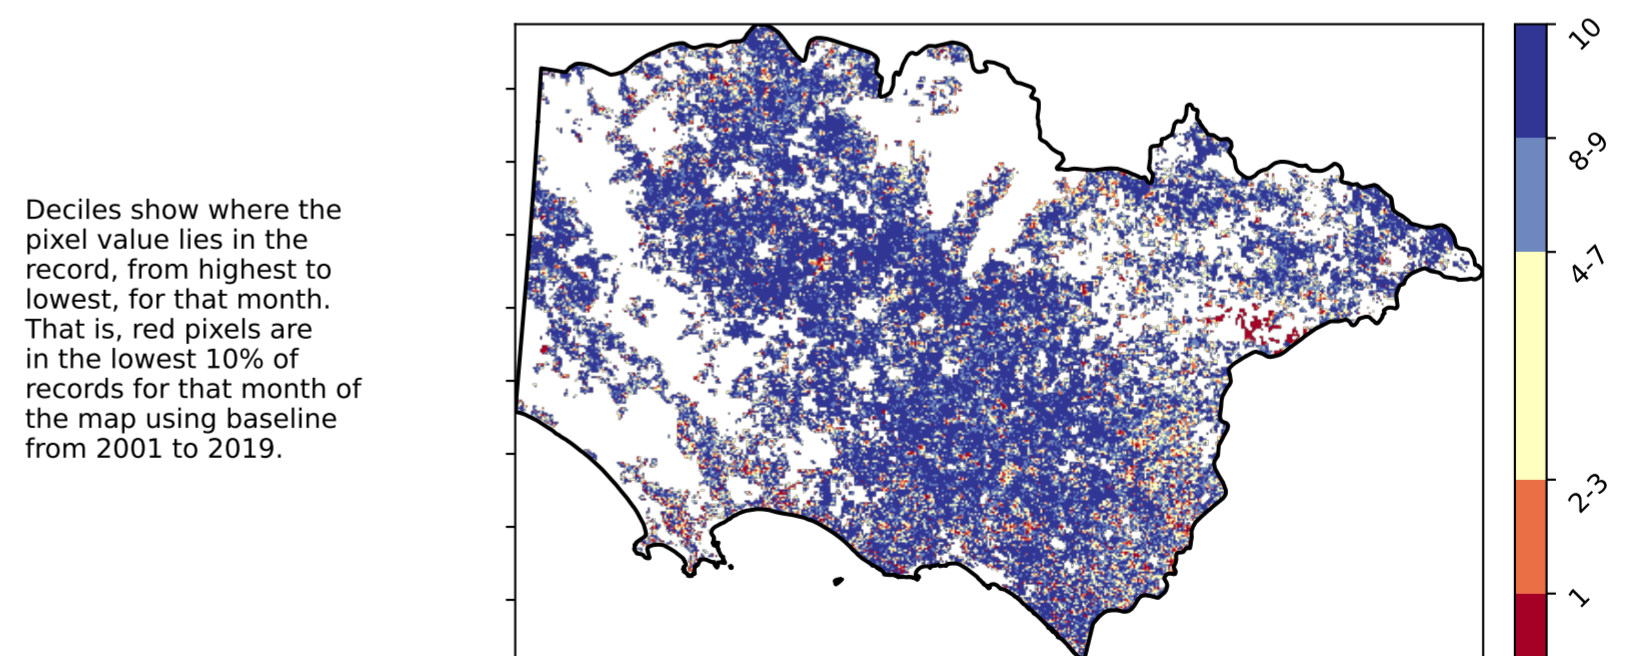 Deciles show where the
pixel value lies in the
record, from highest to
lowest, for that month.
That is, red pixels are
in the lowest 10% of
records for that month of
the map using baseline
from 2001 to 2019.
10
8-9
4-7
2-3
1